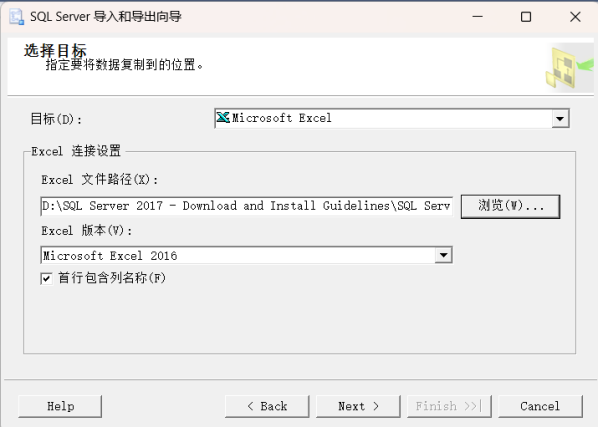 SQL Server 导入和导出向导
选择目标
指定要将数据复制到的位置。
目标(D): Microsoft Excel
Excel 连接设置
Excel 文件路径(X):
D:\SQL Server 2017 - Download and Install Guidelines\SQL Serv 浏览(W)...
Excel 版本(V):
Microsoft Excel 2016
首行包含列名称(F)
Help < Back Next > Finish >>| Cancel